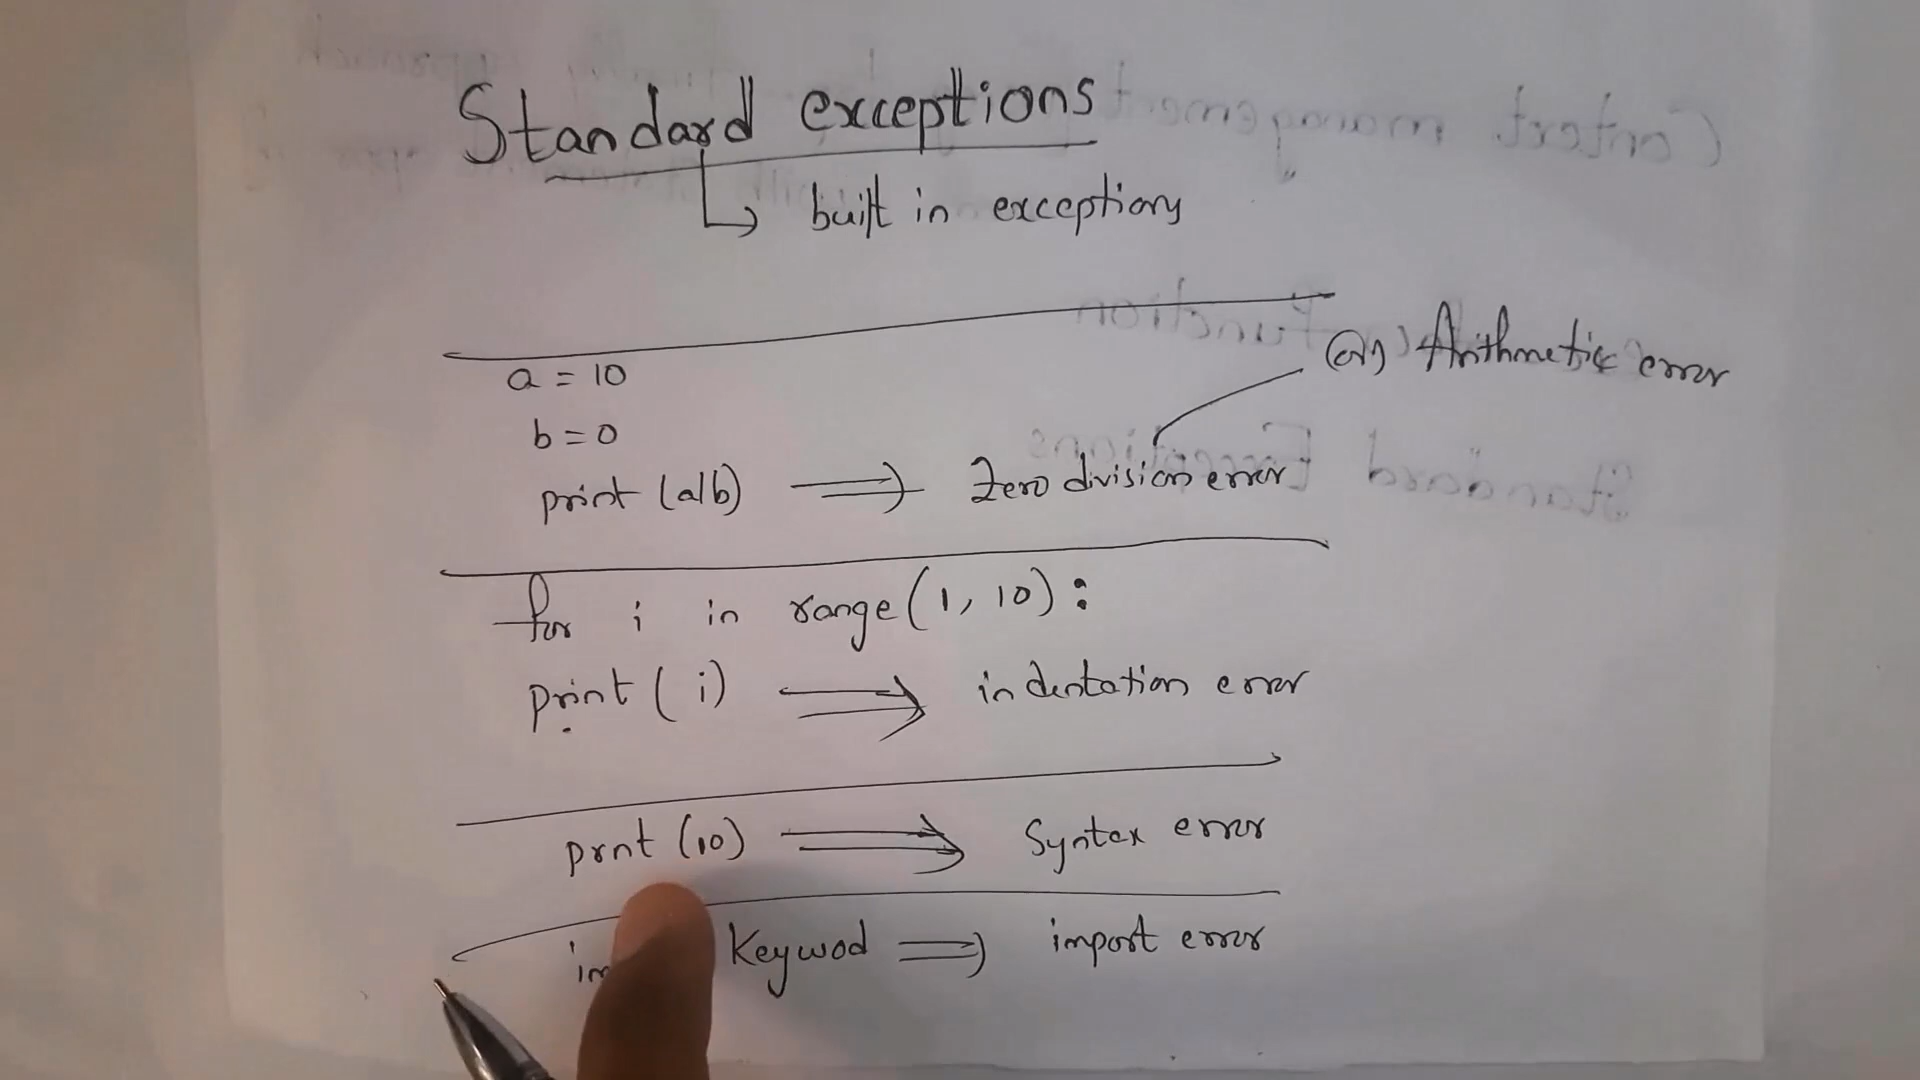 Standard exceptions
built in exceptions
(or) Arithmetic error
a = 10
b = 0
print (a/b) Zero division error
for i in range (1, 10) :
print ( i ) indentation error
prnt (10) Syntax error
Keywod import error